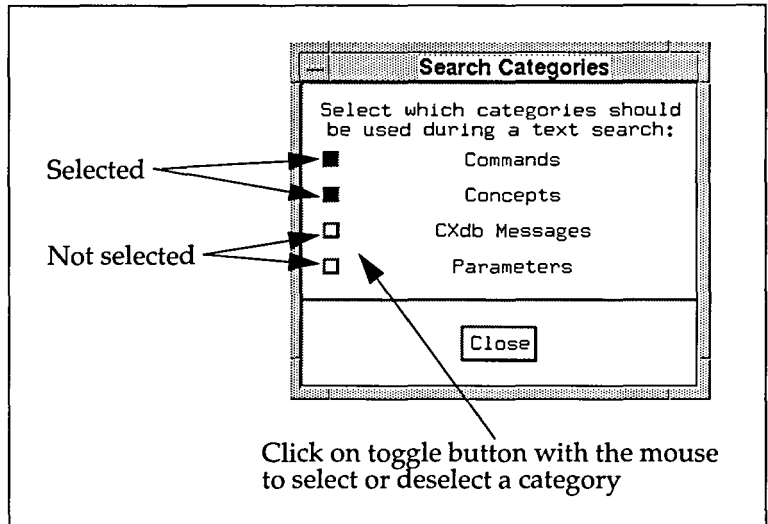 Search Categories
Select which categories should
be used during a text search:
Selected
Commands
Concepts
Not selected
CXdb Messages
Parameters
Close
Click on toggle button with the mouse
to select or deselect a category